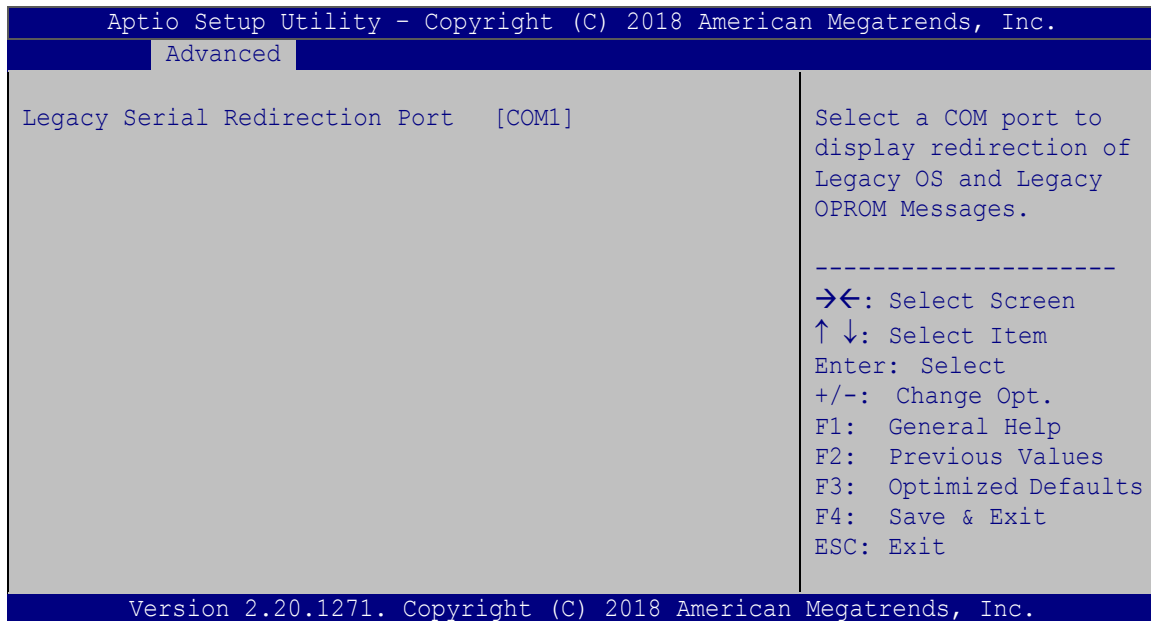 Aptio Setup Utility – Copyright (C) 2018 American Megatrends, Inc.
Advanced
Legacy Serial Redirection Port [COM1]
Select a COM port to
display redirection of
Legacy OS and Legacy
OPROM Messages.
---------------------
→←: Select Screen
↑ ↓: Select Item
Enter: Select
+/-: Change Opt.
F1: General Help
F2: Previous Values
F3: Optimized Defaults
F4: Save & Exit
ESC: Exit
Version 2.20.1271. Copyright (C) 2018 American Megatrends, Inc.